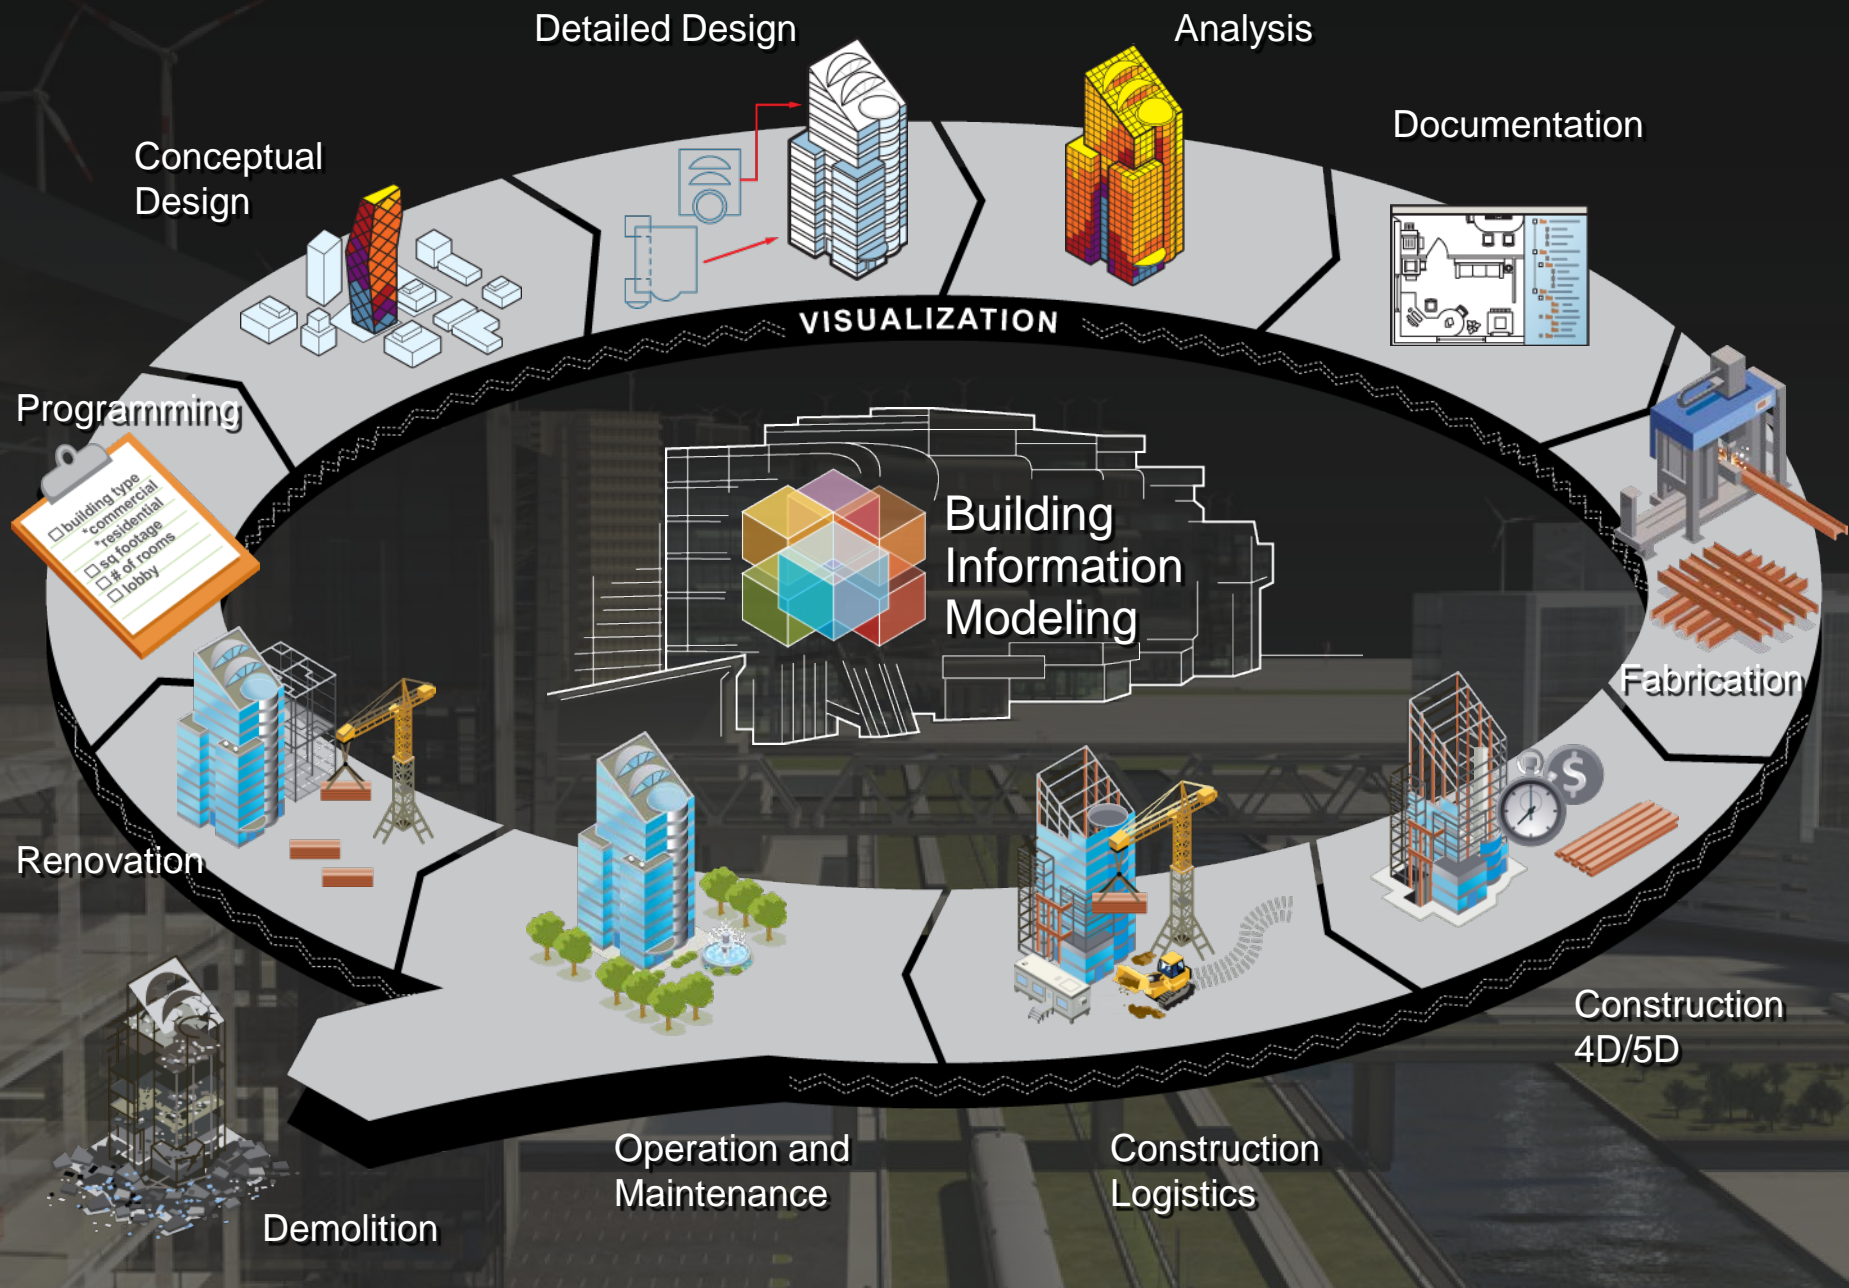 Detailed Design
Analysis
Documentation
Conceptual
Design
VISUALIZATION
Programming
☐ building type
*commercial
*residential
☐ sq footage
☐ # of rooms
☐ lobby
Building
Information
Modeling
Fabrication
$
Renovation
Construction
4D/5D
Operation and
Maintenance
Construction
Logistics
Demolition